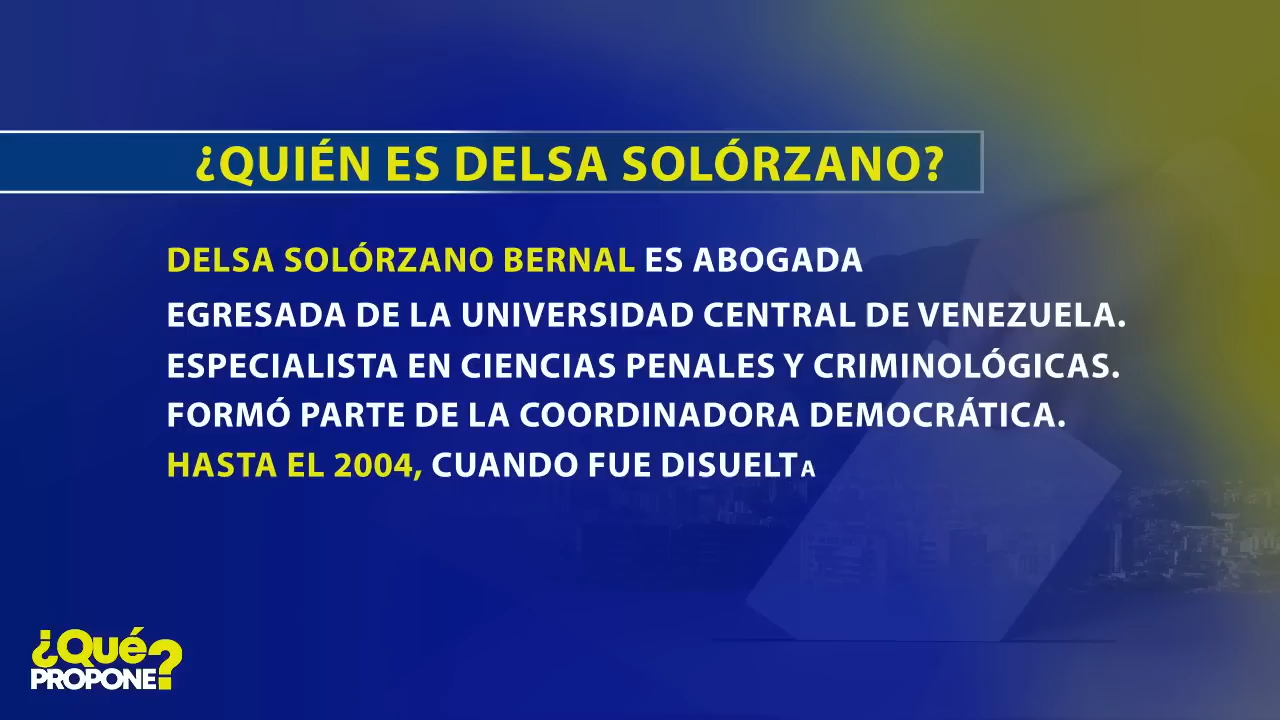 ¿QUIÉN ES DELSA SOLÓRZANO?
DELSA SOLÓRZANO BERNAL ES ABOGADA
EGRESADA DE LA UNIVERSIDAD CENTRAL DE VENEZUELA.
ESPECIALISTA EN CIENCIAS PENALES Y CRIMINOLÓGICAS.
FORMÓ PARTE DE LA COORDINADORA DEMOCRÁTICA.
HASTA EL 2004, CUANDO FUE DISUELTA
¿Qué
PROPONE?